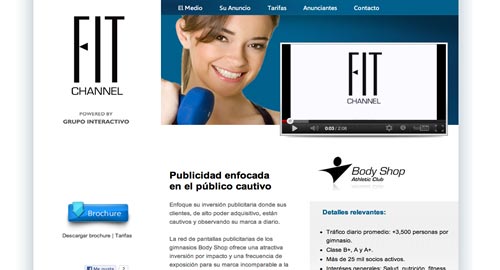 El Medio Su Anuncio Tarifas Anunciantes Contacto
FIT
CHANNEL
POWERED BY
GRUPO INTERACTIVO
FIT
CHANNEL
0:03 / 2:08
Body Shop
Athletic Club
Publicidad enfocada
en el público cautivo
Enfoque su inversión publicitaria donde sus
clientes, de alto poder adquisitivo, están
cautivos y observando su marca a diario.
La red de pantallas publicitarias de los
gimnasios Body Shop ofrece una atractiva
inversión por impacto y una frecuencia de
exposición para su marca incomparable a la
Brochure
Descargar brochure | Tarifas
Me gusta 7
Detalles relevantes:
Tráfico diario promedio: +3,500 personas por
gimnasio.
Clase B+, A y A+.
Más de 25 mil socios activos.
Intereses generales: Salud, nutrición, fitness